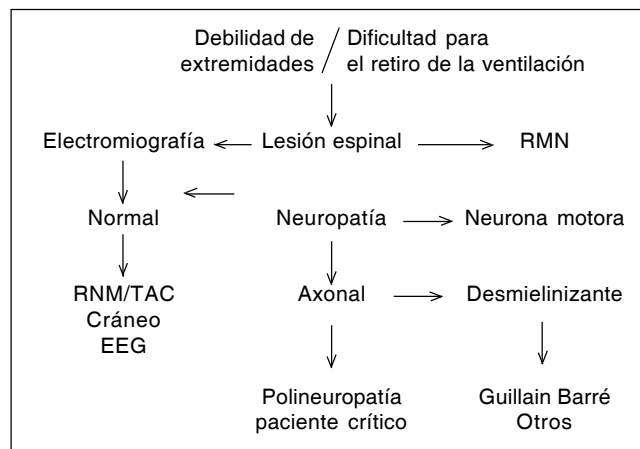 Debilidad de
extremidades
Dificultad para
el retiro de la ventilación
Electromiografía
Lesión espinal
RMN
Normal
Neuropatía
Neurona motora
RNM/TAC
Cráneo
EEG
Axonal
Desmielinizante
Polineuropatía
paciente crítico
Guillain Barré
Otros